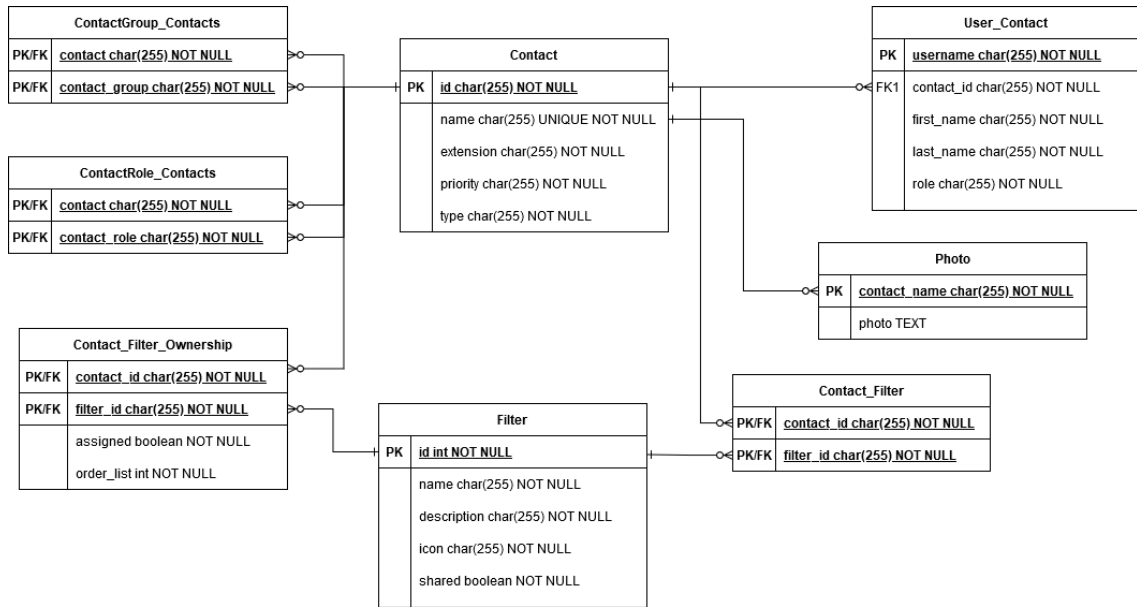 ContactGroup_Contacts
PK/FK contact char(255) NOT NULL
PK/FK contact_group char(255) NOT NULL
ContactRole_Contacts
PK/FK contact char(255) NOT NULL
PK/FK contact_role char(255) NOT NULL
Contact_Filter_Ownership
PK/FK contact_id char(255) NOT NULL
PK/FK filter_id char(255) NOT NULL
assigned boolean NOT NULL
order_list int NOT NULL
Contact
PK id char(255) NOT NULL
name char(255) UNIQUE NOT NULL
extension char(255) NOT NULL
priority char(255) NOT NULL
type char(255) NOT NULL
Filter
PK id int NOT NULL
name char(255) NOT NULL
description char(255) NOT NULL
icon char(255) NOT NULL
shared boolean NOT NULL
User_Contact
PK username char(255) NOT NULL
FK1 contact_id char(255) NOT NULL
first_name char(255) NOT NULL
last_name char(255) NOT NULL
role char(255) NOT NULL
Photo
PK contact_name char(255) NOT NULL
photo TEXT
Contact_Filter
PK/FK contact_id char(255) NOT NULL
PK/FK filter_id char(255) NOT NULL